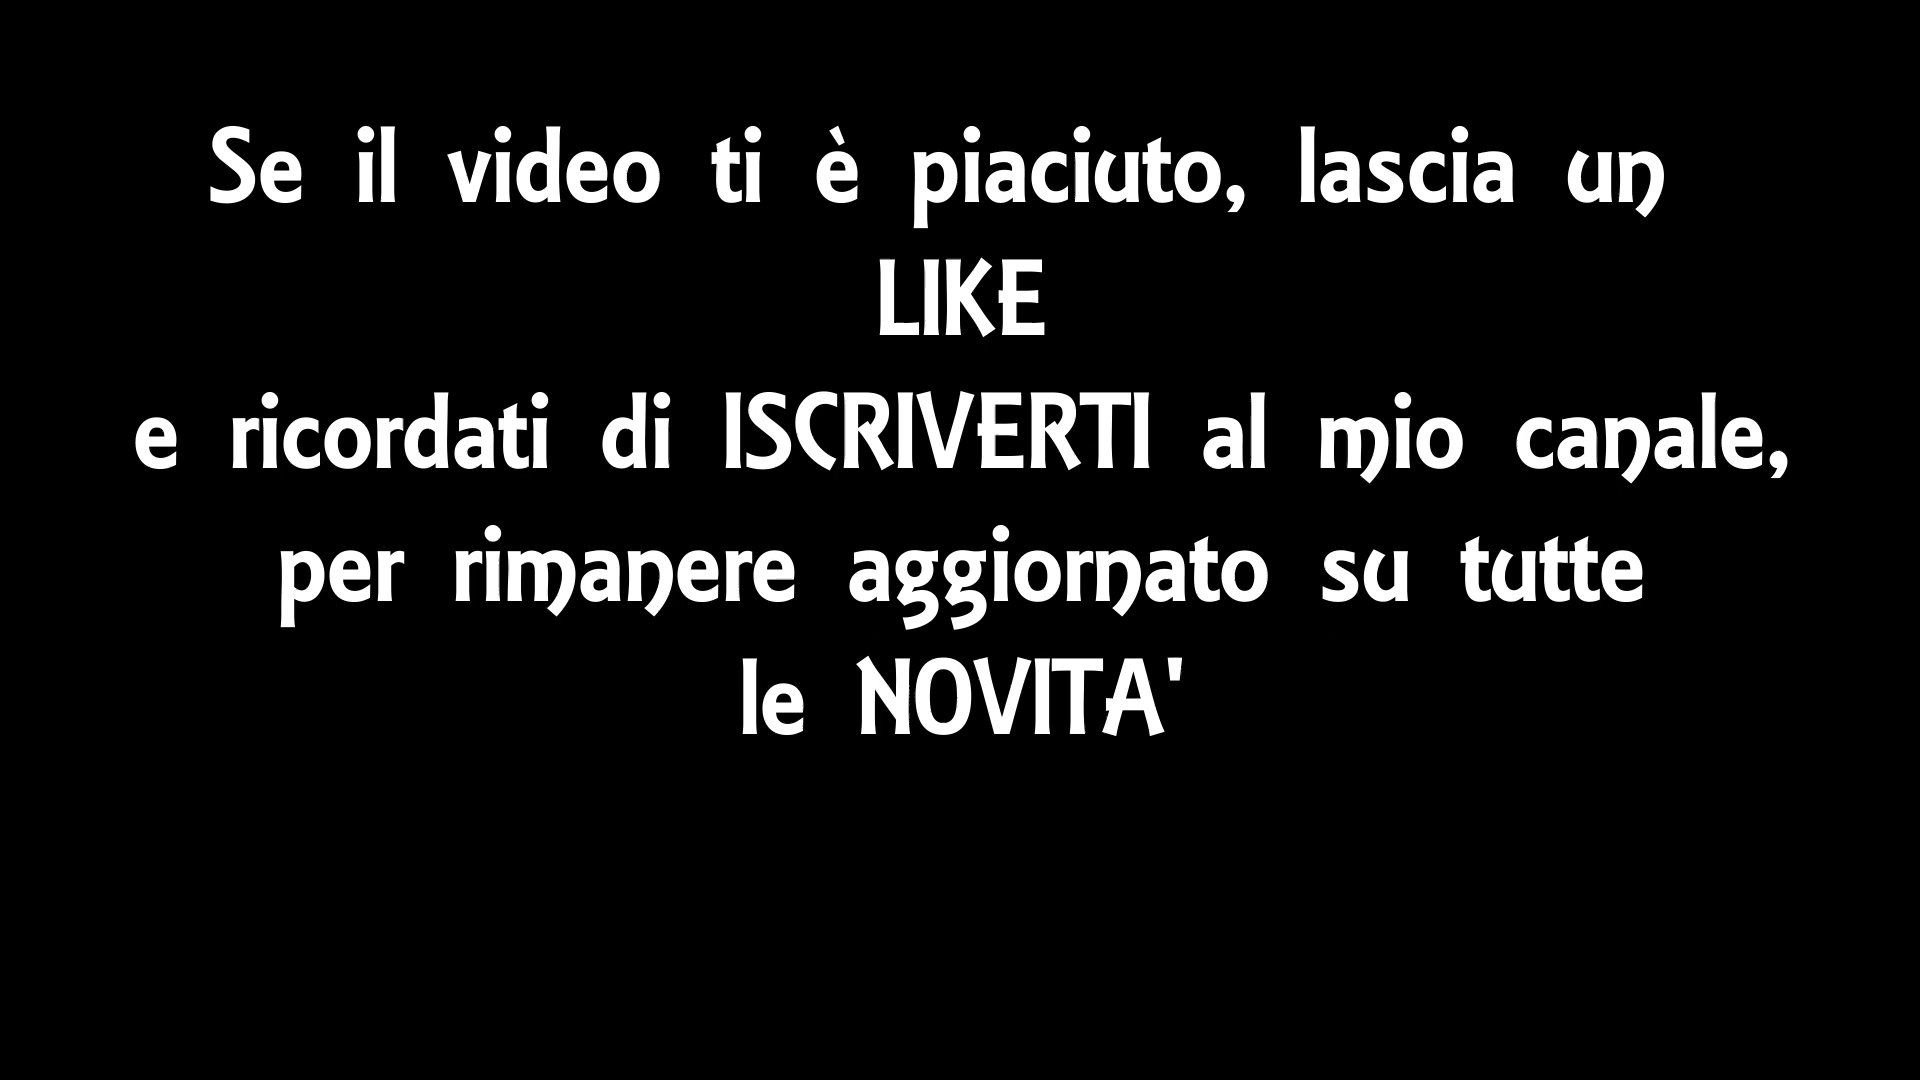 Se il video ti è piaciuto, lascia un
LIKE
e ricordati di ISCRIVERTI al mio canale,
per rimanere aggiornato su tutte
le NOVITA'